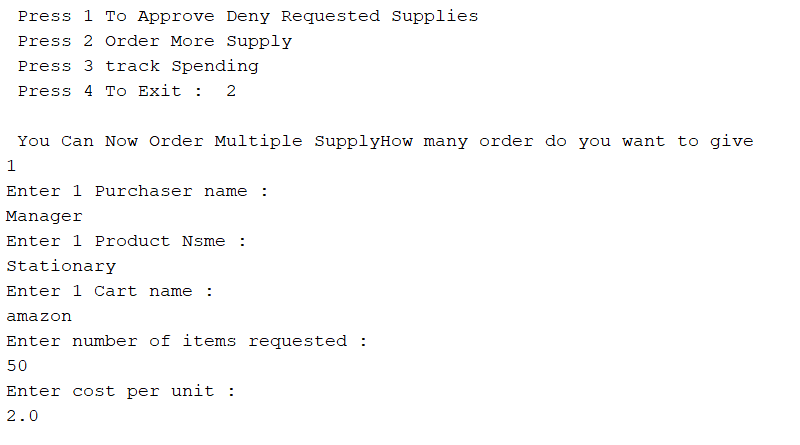 Press 1 To Approve Deny Requested Supplies
Press 2 Order More Supply
Press 3 track Spending
Press 4 To Exit :  2
You Can Now Order Multiple SupplyHow many order do you want to give
1
Enter 1 Purchaser name :
Manager
Enter 1 Product Nsme :
Stationary
Enter 1 Cart name :
amazon
Enter number of items requested :
50
Enter cost per unit :
2.0